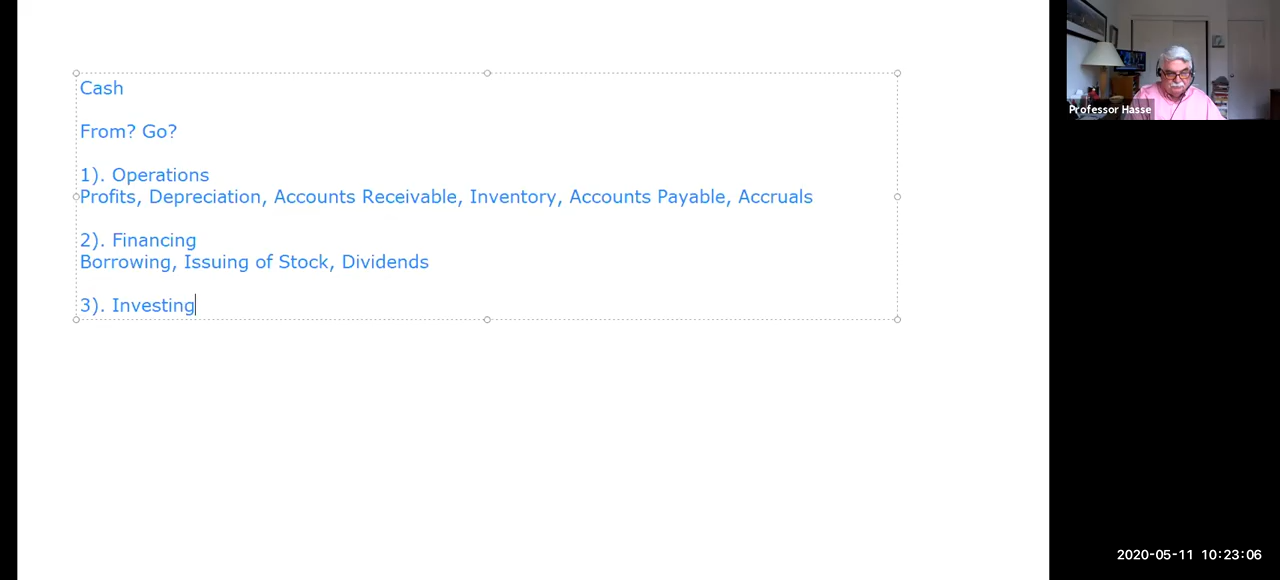 Cash
From? Go?
1). Operations
Profits, Depreciation, Accounts Receivable, Inventory, Accounts Payable, Accruals
2). Financing
Borrowing, Issuing of Stock, Dividends
3). Investing
Professor Hasse
2020-05-11 10:23:06